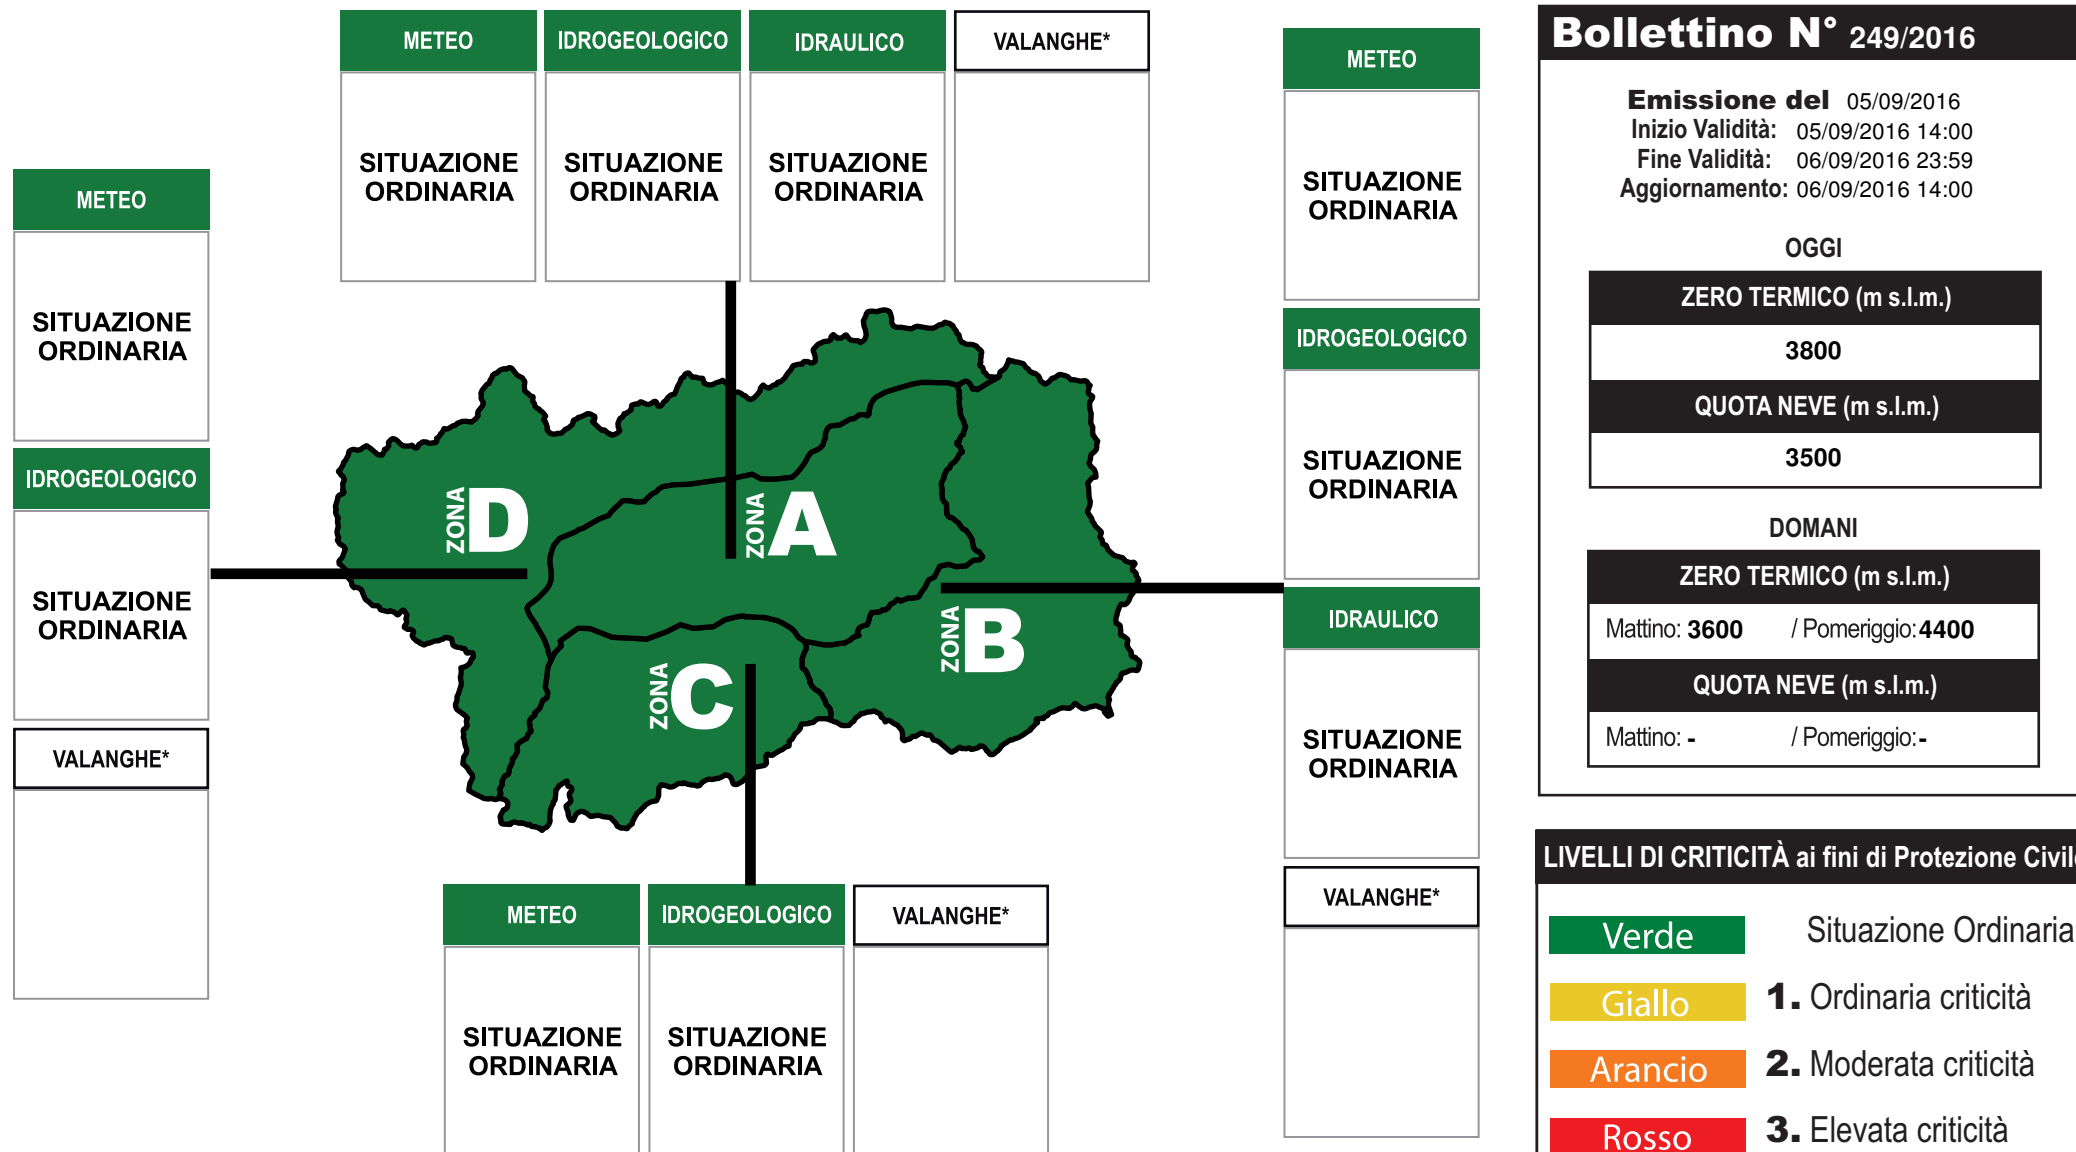 METEO
IDROGEOLOGICO
IDRAULICO
VALANGHE*
SITUAZIONE
ORDINARIA
SITUAZIONE
ORDINARIA
SITUAZIONE
ORDINARIA
METEO
SITUAZIONE
ORDINARIA
IDROGEOLOGICO
SITUAZIONE
ORDINARIA
VALANGHE*
METEO
SITUAZIONE
ORDINARIA
IDROGEOLOGICO
SITUAZIONE
ORDINARIA
IDRAULICO
SITUAZIONE
ORDINARIA
VALANGHE*
ZONA D
ZONA A
ZONA B
ZONA C
METEO
IDROGEOLOGICO
VALANGHE*
SITUAZIONE
ORDINARIA
SITUAZIONE
ORDINARIA
Bollettino N° 249/2016
Emissione del 05/09/2016
Inizio Validità: 05/09/2016 14:00
Fine Validità: 06/09/2016 23:59
Aggiornamento: 06/09/2016 14:00
OGGI
ZERO TERMICO (m s.l.m.)
3800
QUOTA NEVE (m s.l.m.)
3500
DOMANI
ZERO TERMICO (m s.l.m.)
Mattino: 3600 / Pomeriggio: 4400
QUOTA NEVE (m s.l.m.)
Mattino: - / Pomeriggio: -
LIVELLI DI CRITICITÀ ai fini di Protezione Civile
Verde Situazione Ordinaria
Giallo 1. Ordinaria criticità
Arancio 2. Moderata criticità
Rosso 3. Elevata criticità